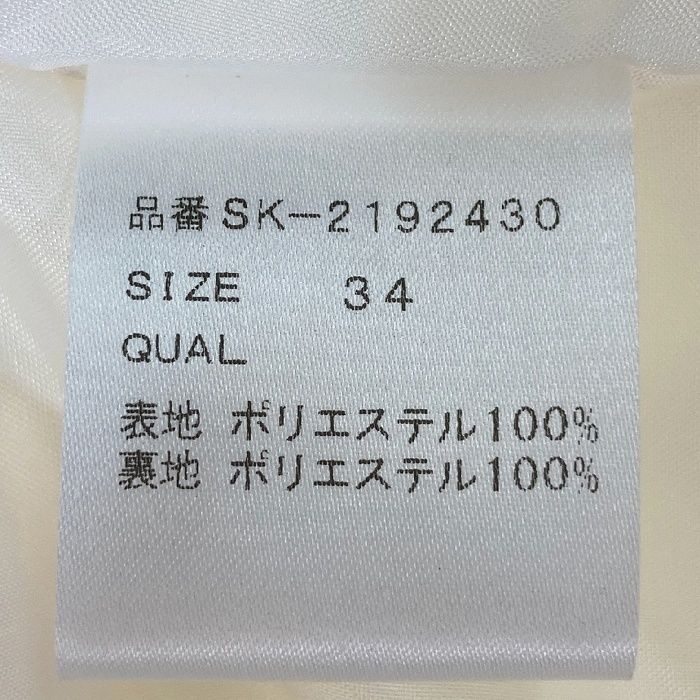 品番SK-2192430
SIZE 34
QUAL
表地 ポリエステル100%
裏地 ポリエステル100%